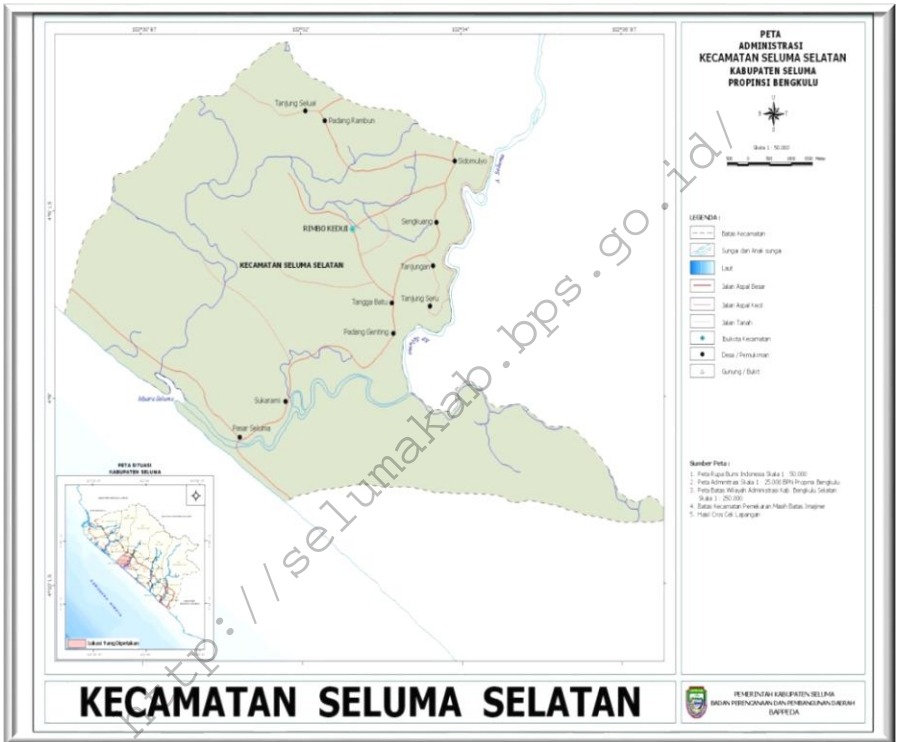 PETA
ADMINISTRASI
KECAMATAN SELUMA SELATAN
KABUPATEN SELUMA
PROPINSI BENGKULU
Skala 1 : 50.000
LEGENDA :
Batas Kecamatan
Sungai dan Anak sungai
Laut
Jalan Aspal Besar
Jalan Aspal Kecil
Jalan Tanah
Ibukota Kecamatan
Desa / Pemukiman
Gunung / Bukit
Sumber Peta :
1. Peta Rupa Bumi Indonesia Skala 1 : 50.000
2. Peta Admintrasi Skala 1 : 25.000 BPN Propinsi Bengkulu
3. Peta Batas Wilayah Administrasi Kab. Bengkulu Selatan
Skala 1 : 250.000
4. Batas Kecamatan Pemekaran Masih Batas Imajiner
5. Hasil Cros Cek Lapangan
Tanjung Seluai
Padang Rambun
Sidomulyo
Sengkuang
RIMBO KEDUI
KECAMATAN SELUMA SELATAN
Tanjungan
Tangga Batu
Tanjung Seru
Padang Genting
Muara Seluma
Sukarami
Pasar Seluma
PETA SITUASI
KABUPATEN SELUMA
Lokasi Yang Dipetakan
KECAMATAN SELUMA SELATAN
PEMERINTAH KABUPATEN SELUMA
BADAN PERENCANAAN DAN PEMBANGUNAN DAERAH
BAPPEDA
http://selumakab.bps.go.id/